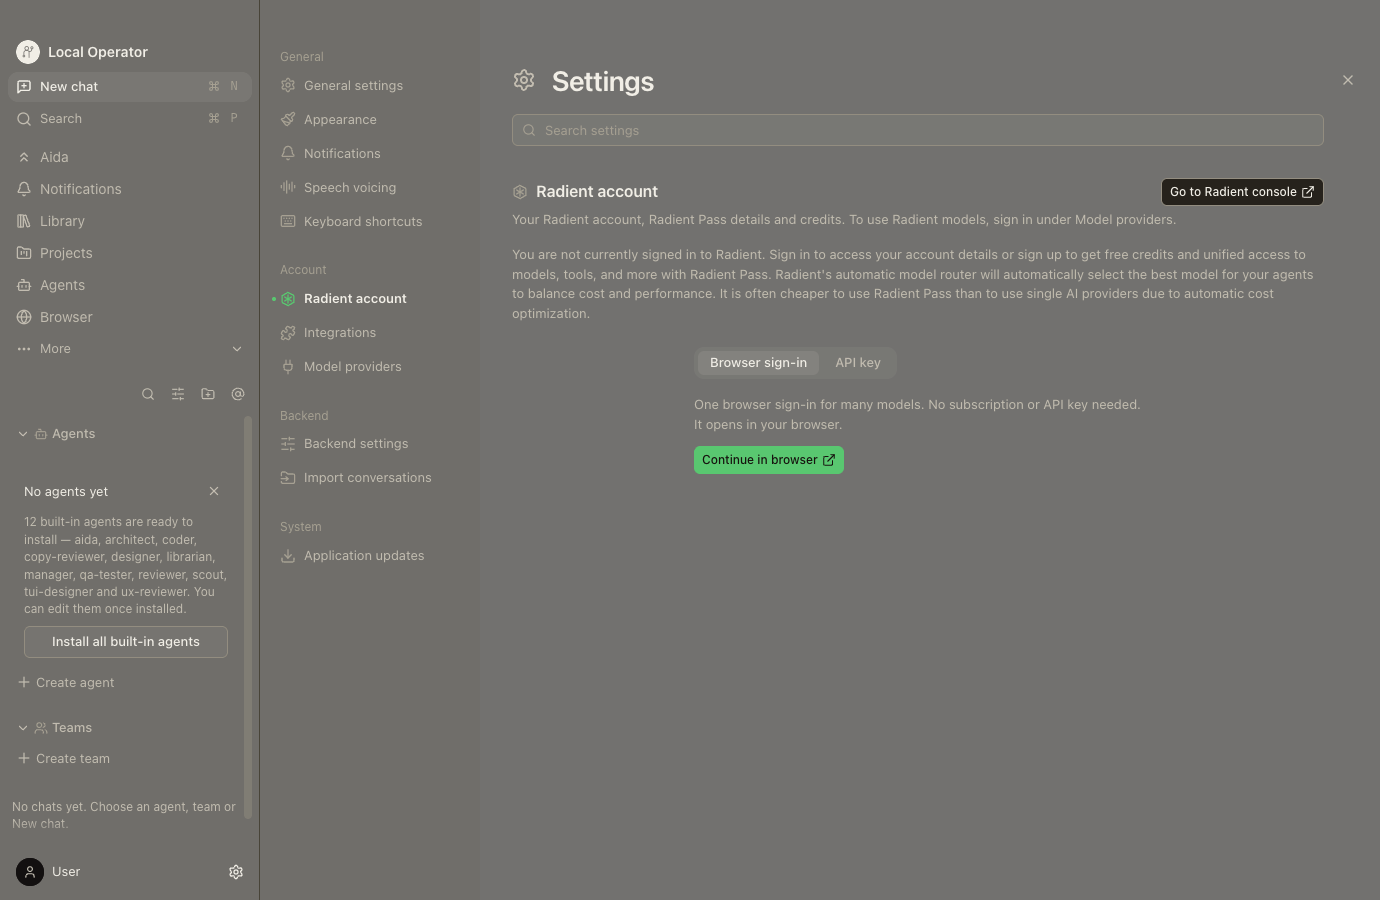 Local Operator
New chat ⌘ N
Search ⌘ P
Aida
Notifications
Library
Projects
Agents
Browser
More
Agents
No agents yet
12 built-in agents are ready to
install — aida, architect, coder,
copy-reviewer, designer, librarian,
manager, qa-tester, reviewer, scout,
tui-designer and ux-reviewer. You
can edit them once installed.
Install all built-in agents
Create agent
Teams
Create team
No chats yet. Choose an agent, team or
New chat.
User
General
General settings
Appearance
Notifications
Speech voicing
Keyboard shortcuts
Account
Radient account
Integrations
Model providers
Backend
Backend settings
Import conversations
System
Application updates
Settings
Search settings
Radient account
Go to Radient console
Your Radient account, Radient Pass details and credits. To use Radient models, sign in under Model providers.
You are not currently signed in to Radient. Sign in to access your account details or sign up to get free credits and unified access to
models, tools, and more with Radient Pass. Radient's automatic model router will automatically select the best model for your agents
to balance cost and performance. It is often cheaper to use Radient Pass than to use single AI providers due to automatic cost
optimization.
Browser sign-in API key
One browser sign-in for many models. No subscription or API key needed.
It opens in your browser.
Continue in browser